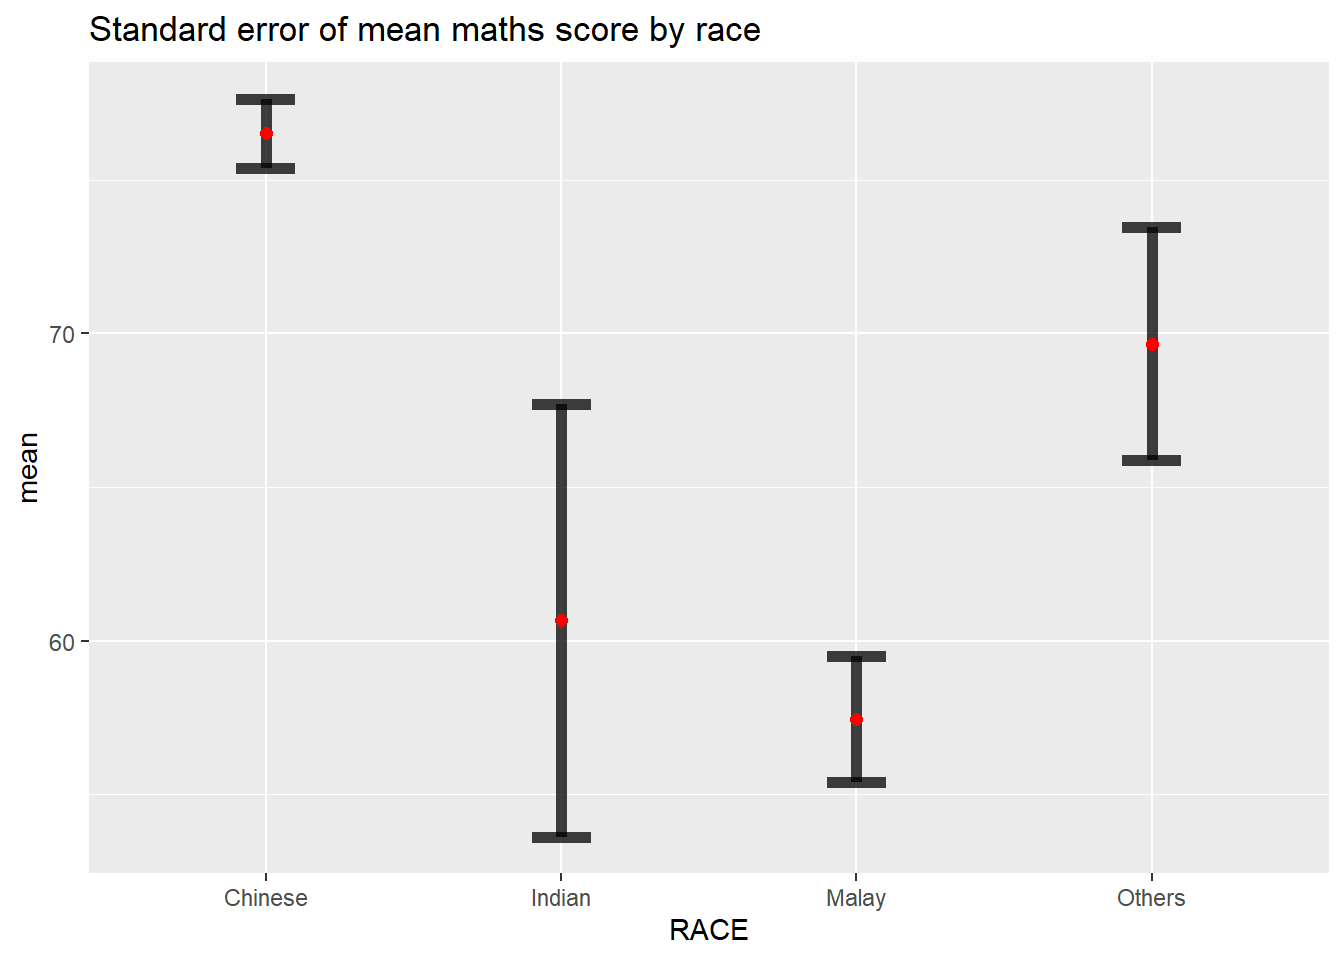 Standard error of mean maths score by race
70
60
mean
Chinese Indian Malay Others
RACE